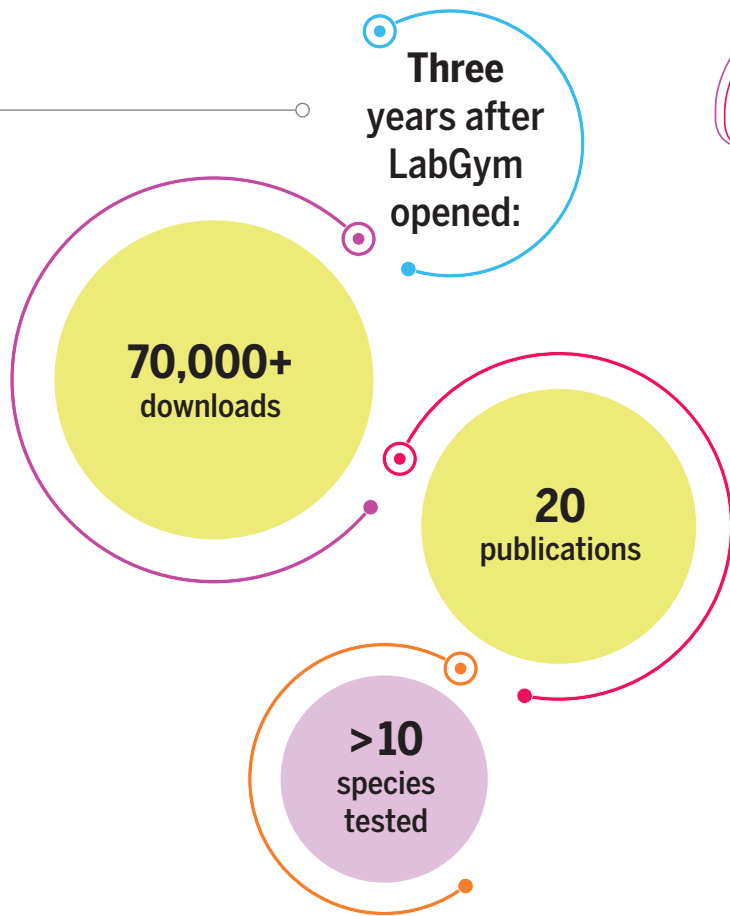 Three
years after
LabGym
opened:
70,000+
downloads
20
publications
>10
species
tested